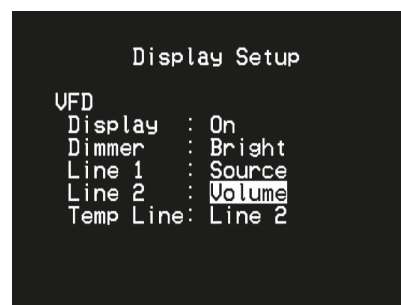 Display Setup
VFD
Display : On
Dimmer : Bright
Line 1 : Source
Line 2 : Volume
Temp Line: Line 2